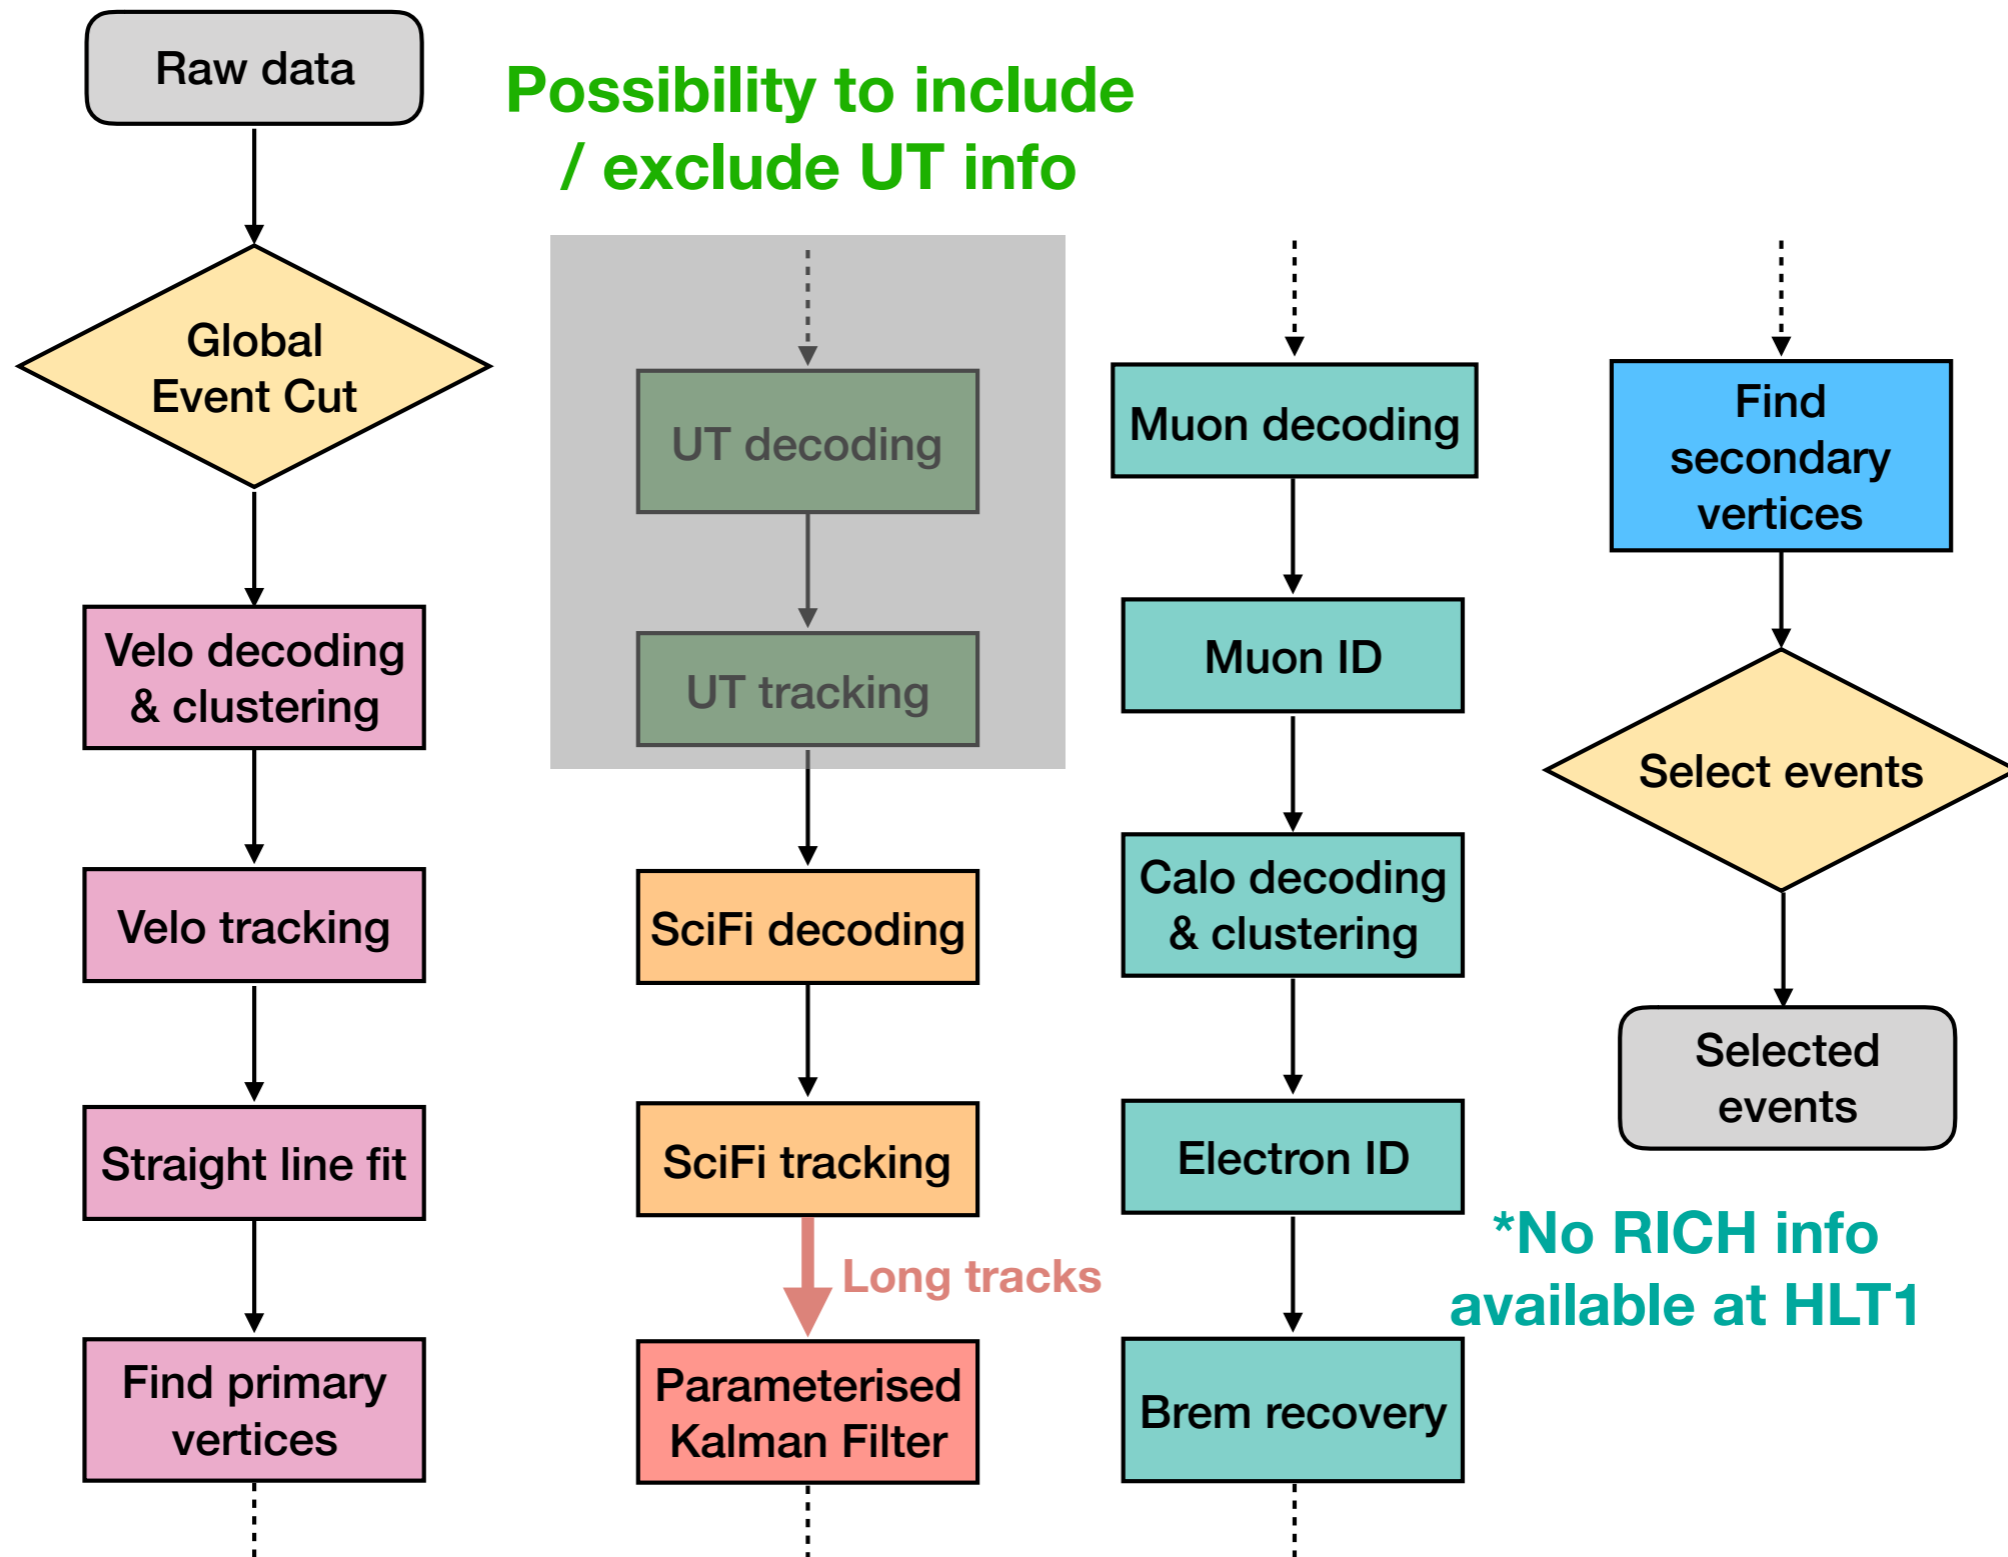 Raw data
Global
Event Cut
Velo decoding
& clustering
Velo tracking
Straight line fit
Find primary
vertices
Possibility to include
/ exclude UT info
UT decoding
UT tracking
SciFi decoding
SciFi tracking
Long tracks
Parameterised
Kalman Filter
Muon decoding
Muon ID
Calo decoding
& clustering
Electron ID
Brem recovery
Find
secondary
vertices
Select events
Selected
events
*No RICH info
available at HLT1